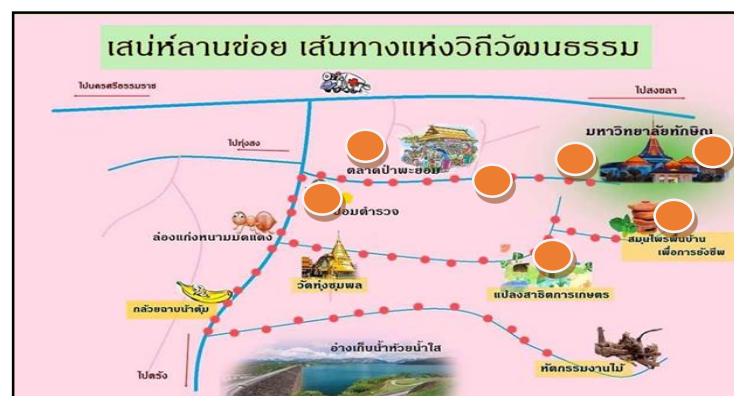 เสน่ห์ลานข่อย เส้นทางแห่งวิถีวัฒนธรรม
ไปนครศรีธรรมราช
ไปสงขลา
มหาวิทยาลัยทักษิณ
ไปทุ่งสง
ตลาดป่าพะยอม
ป้อมตำรวจ
ล่องแก่งหนานมดแดง
สมุนไพรพื้นบ้าน
เพื่อการยังชีพ
วัดทุ่งชุมพล
แปลงสาธิตการเกษตร
กล้วยฉาบน้ำตุ้ม
อ่างเก็บน้ำห้วยน้ำใส
ไปตรัง
หัตกรรมงานไม้